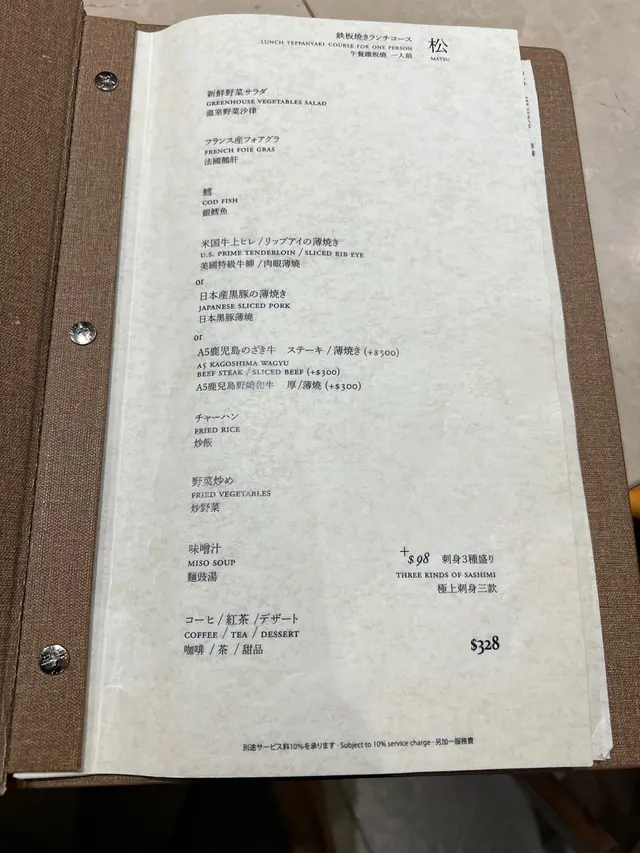 鉄板焼きランチコース
LUNCH TEPPANYAKI COURSE FOR ONE PERSON
午餐鐵板燒 一人前
松
MATSU
新鮮野菜サラダ
GREENHOUSE VEGETABLES SALAD
溫室野菜沙律
フランス産フォアグラ
FRENCH FOIE GRAS
法國鵝肝
鱈
COD FISH
銀鱈魚
米国牛上ヒレ/リップアイの薄焼き
U.S. PRIME TENDERLOIN / SLICED RIB EYE
美國特級牛柳 /肉眼薄燒
or
日本産黒豚の薄焼き
JAPANESE SLICED PORK
日本黑豚薄燒
or
A5鹿児島のざき牛 ステーキ / 薄焼き (+$300)
A5 KAGOSHIMA WAGYU
BEEF STEAK / SLICED BEEF (+$300)
A5鹿兒島野崎和牛 厚/薄燒 (+$300)
チャーハン
FRIED RICE
炒飯
野菜炒め
FRIED VEGETABLES
炒野菜
味噌汁
MISO SOUP
麵豉湯
+$98 刺身3種盛り
THREE KINDS OF SASHIMI
極上刺身三款
コーヒ/紅茶/デザート
COFFEE / TEA / DESSERT
咖啡 / 茶 / 甜品
$328
別途サービス料10%を承ります · Subject to 10% service charge · 另加一服務費